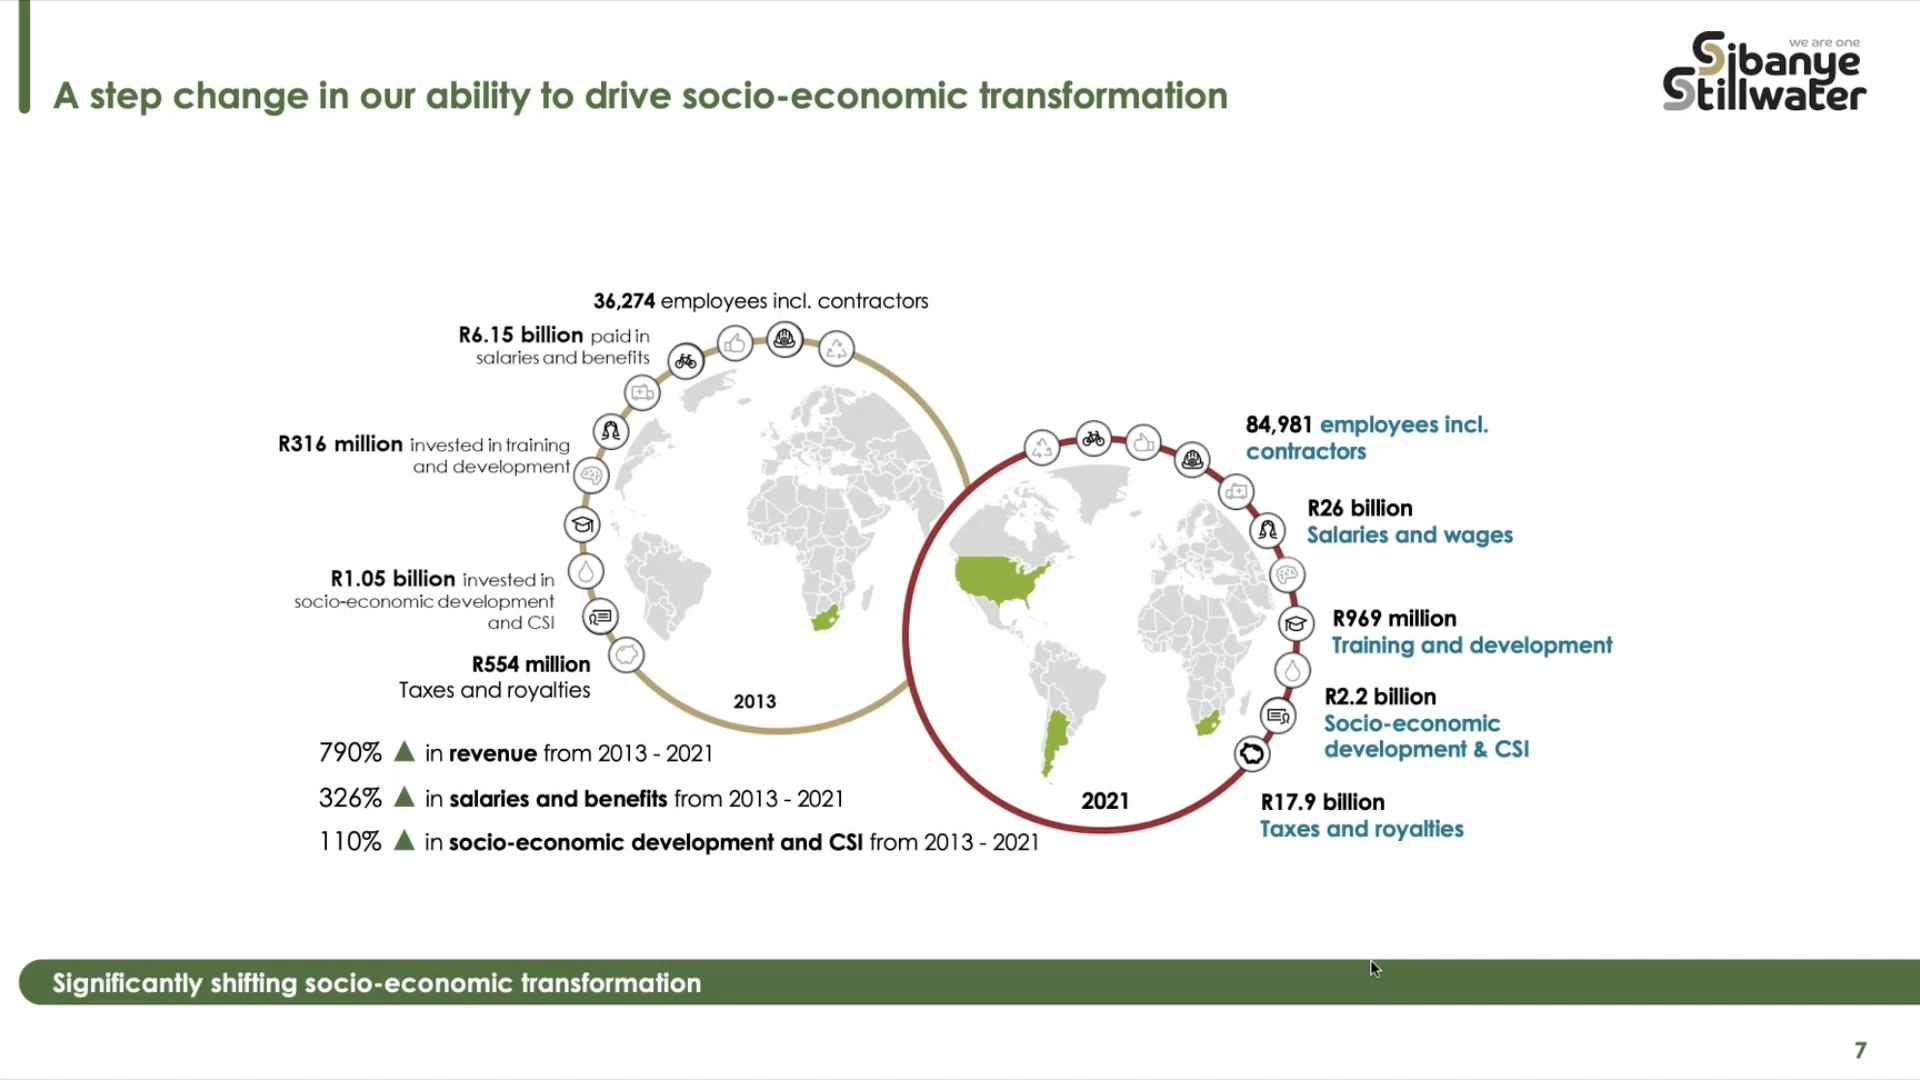 we are one
Sibanye
Stillwater
A step change in our ability to drive socio-economic transformation
36,274 employees incl. contractors
R6.15 billion paid in
salaries and benefits
R316 million invested in training
and development
R1.05 billion invested in
socio-economic development
and CSI
R554 million
Taxes and royalties
2013
84,981 employees incl.
contractors
R26 billion
Salaries and wages
R969 million
Training and development
R2.2 billion
Socio-economic
development & CSI
R17.9 billion
Taxes and royalties
2021
790% ▲ in revenue from 2013 - 2021
326% ▲ in salaries and benefits from 2013 - 2021
110% ▲ in socio-economic development and CSI from 2013 - 2021
Significantly shifting socio-economic transformation
7